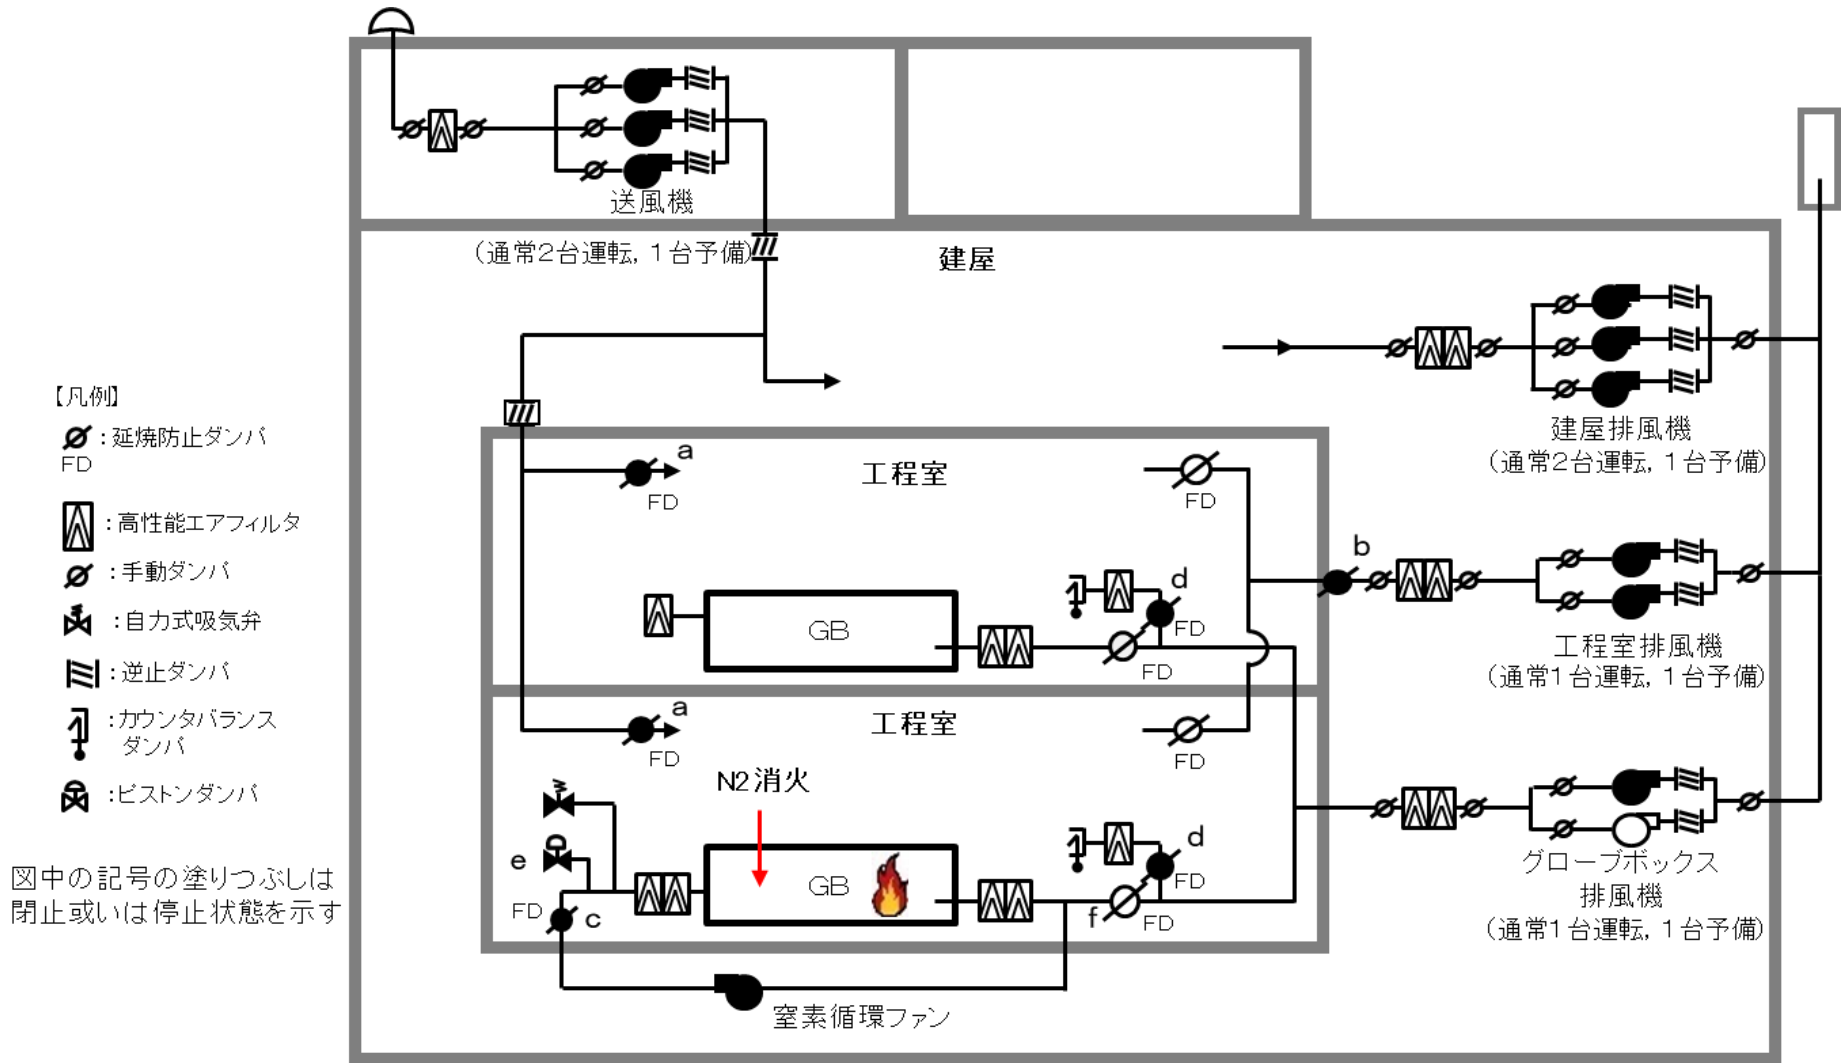 送風機
(通常2台運転, 1台予備)
建屋
建屋排風機
(通常2台運転, 1台予備)
【凡例】
:延焼防止ダンパ
FD
:高性能エアフィルタ
:手動ダンパ
:自力式吸気弁
:逆止ダンパ
:カウンタバランス
ダンパ
:ピストンダンパ
図中の記号の塗りつぶしは
閉止或いは停止状態を示す
工程室
a
FD
FD
GB
d
FD
FD
b
工程室排風機
(通常1台運転, 1台予備)
工程室
a
FD
FD
N2消火
e
FD
c
GB
d
FD
f
FD
グローブボックス
排風機
(通常1台運転, 1台予備)
窒素循環ファン